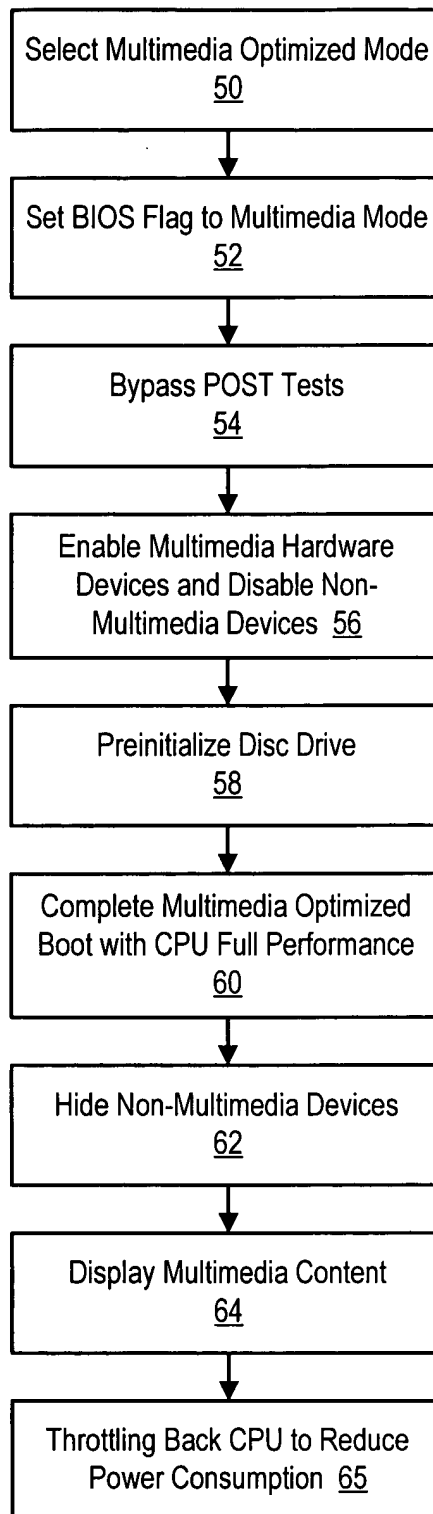 Select Multimedia Optimized Mode
50
Set BIOS Flag to Multimedia Mode
52
Bypass POST Tests
54
Enable Multimedia Hardware
Devices and Disable Non-
Multimedia Devices 56
Preinitialize Disc Drive
58
Complete Multimedia Optimized
Boot with CPU Full Performance
60
Hide Non-Multimedia Devices
62
Display Multimedia Content
64
Throttling Back CPU to Reduce
Power Consumption 65